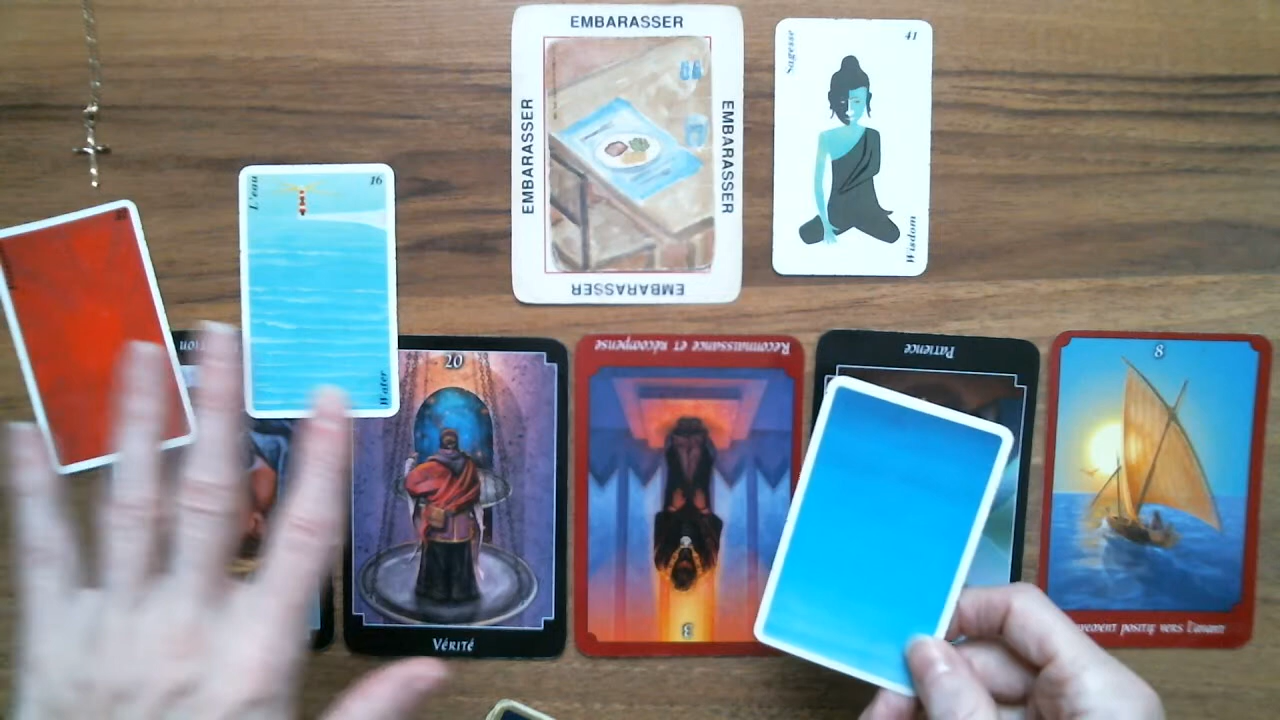 EMBARASSER
EMBARASSER
EMBARASSER
EMBARASSER
Sagesse
41
Wisdom
L'eau
16
Water
20
Vérité
Reconnaissance et récompense
3
Patience
8
positif vers l'avant